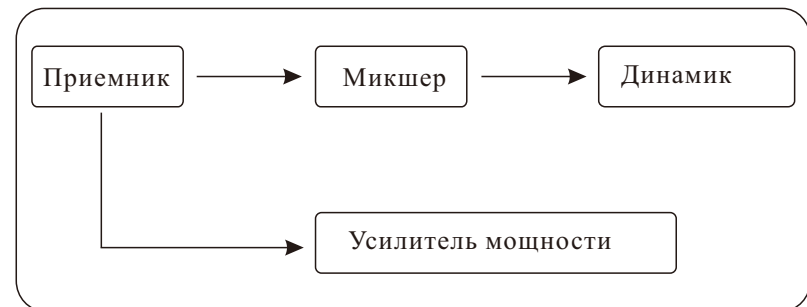 Приемник
Микшер
Динамик
Усилитель мощности